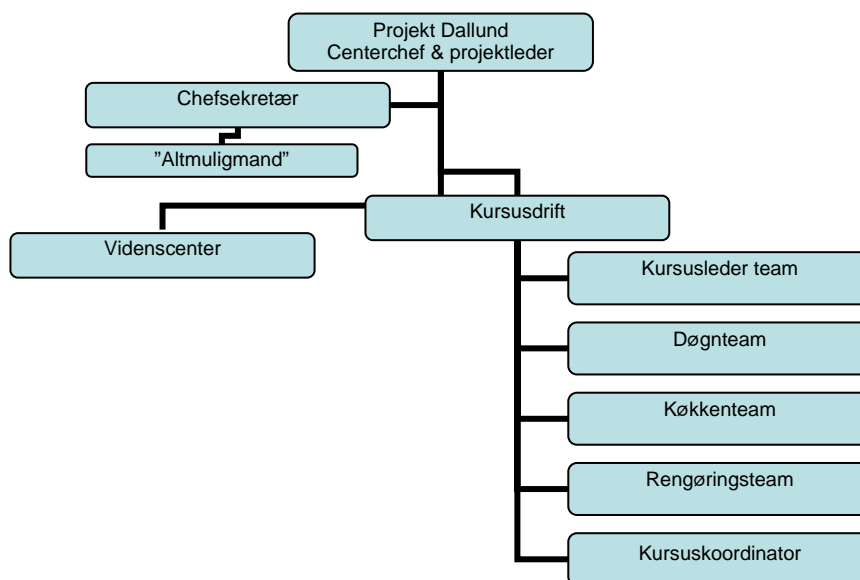 Projekt Dallund
Centerchef & projektleder
Chefsekretær
”Altmuligmand”
Kursusdrift
Videnscenter
Kursusleder team
Døgnteam
Køkkenteam
Rengøringsteam
Kursuskoordinator